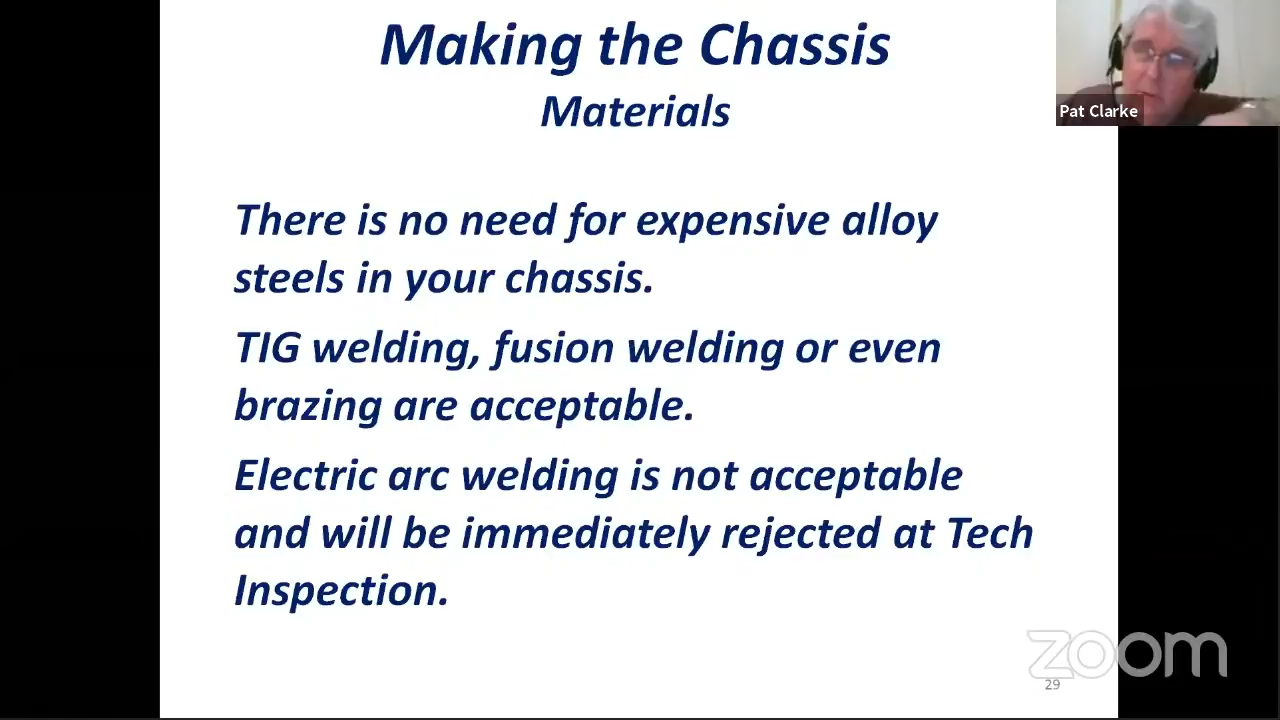 Making the Chassis
Materials
Pat Clarke
There is no need for expensive alloy
steels in your chassis.
TIG welding, fusion welding or even
brazing are acceptable.
Electric arc welding is not acceptable
and will be immediately rejected at Tech
Inspection.
zoom
29